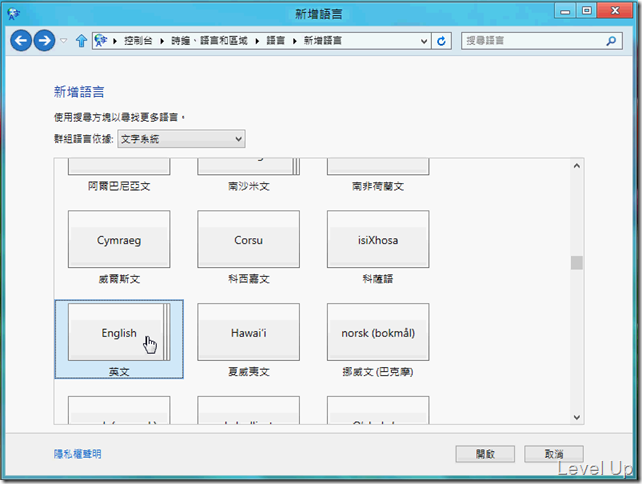 新增語言
控制台 時鐘、語言和區域 語言 新增語言
搜尋語言
新增語言
使用搜尋方塊以尋找更多語言。
群組語言依據: 文字系統
阿爾巴尼亞文 南沙米文 南非荷蘭文
Cymraeg Corsu isiXhosa
威爾斯文 科西嘉文 科薩語
English Hawai'i norsk (bokmål)
英文 夏威夷文 挪威文 (巴克摩)
隱私權聲明 開啟 取消
Level Up